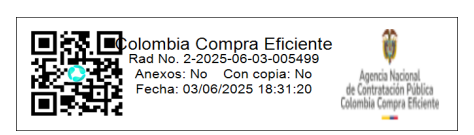 Colombia Compra Eficiente
Rad No. 2-2025-06-03-005499
Anexos: No Con copia: No
Fecha: 03/06/2025 18:31:20
Agencia Nacional
de Contratación Pública
Colombia Compra Eficiente